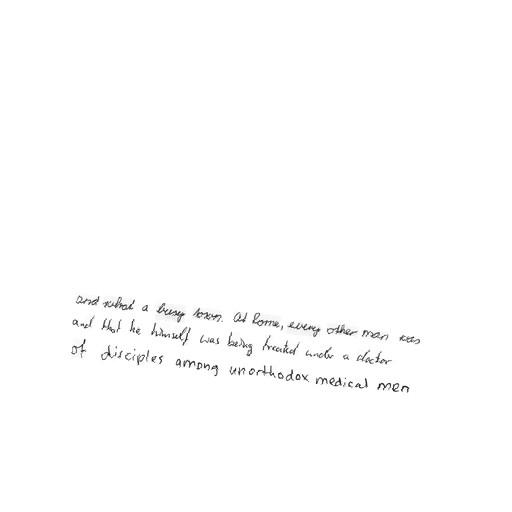 and what a busy town. At home, every other man was
and that he himself was being treated under a doctor
of disciples among unorthodox medical men